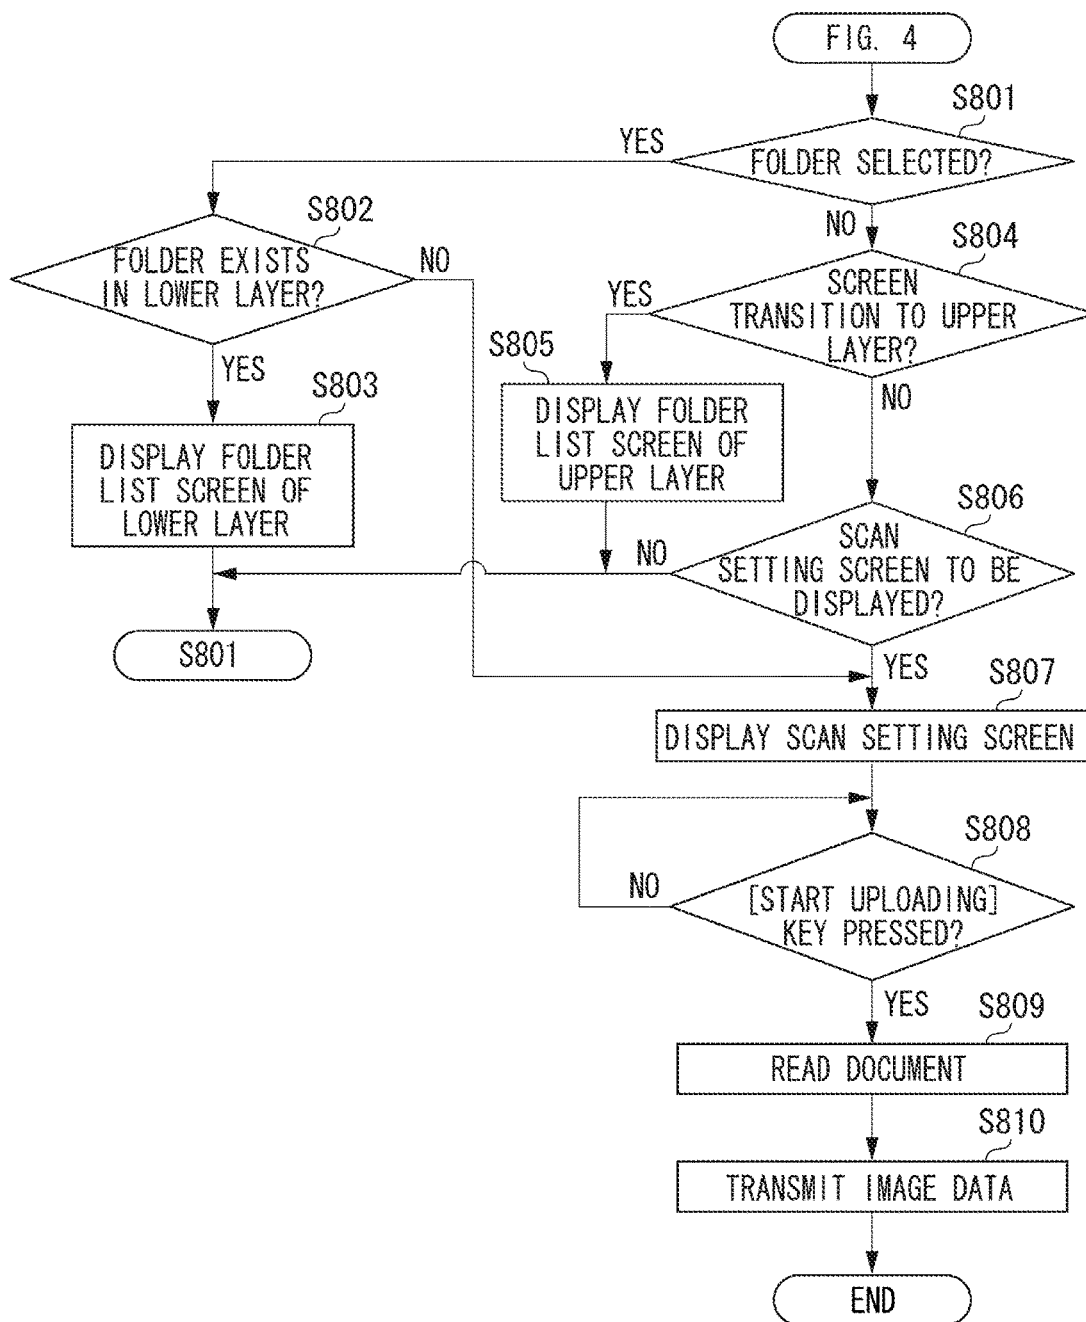 FIG. 4
S801
YES
FOLDER SELECTED?
NO
S802
FOLDER EXISTS
IN LOWER LAYER?
NO
YES
S804
SCREEN
TRANSITION TO UPPER
LAYER?
YES
NO
S803
DISPLAY FOLDER
LIST SCREEN OF
LOWER LAYER
S805
DISPLAY FOLDER
LIST SCREEN OF
UPPER LAYER
S806
SCAN
SETTING SCREEN TO BE
DISPLAYED?
NO
YES
S801
S807
DISPLAY SCAN SETTING SCREEN
S808
[START UPLOADING]
KEY PRESSED?
NO
YES
S809
READ DOCUMENT
S810
TRANSMIT IMAGE DATA
END